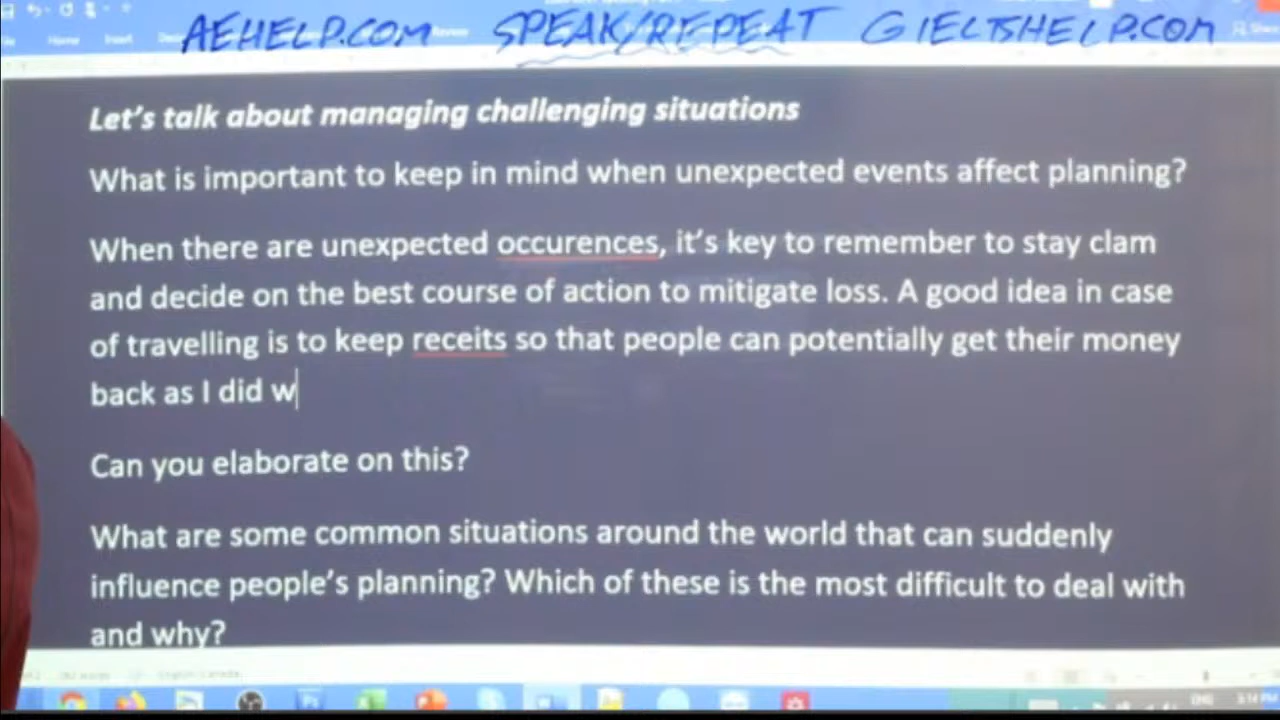 AEHELP.COM SPEAK/REPEAT GIELTSHELP.COM
Home Insert
Let's talk about managing challenging situations
What is important to keep in mind when unexpected events affect planning?
When there are unexpected occurences, it's key to remember to stay clam
and decide on the best course of action to mitigate loss. A good idea in case
of travelling is to keep receits so that people can potentially get their money
back as I did w
Can you elaborate on this?
What are some common situations around the world that can suddenly
influence people's planning? Which of these is the most difficult to deal with
and why?